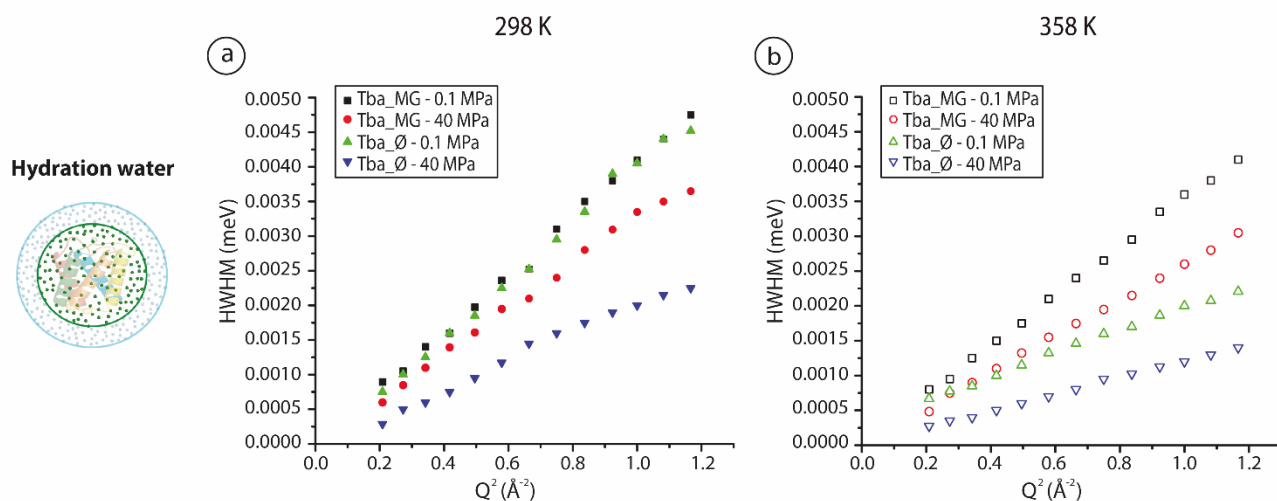 298 K
358 K
a
b
Hydration water
Tba_MG - 0.1 MPa
Tba_MG - 40 MPa
Tba_Ø - 0.1 MPa
Tba_Ø - 40 MPa
HWHM (meV)
0.0050
0.0045
0.0040
0.0035
0.0030
0.0025
0.0020
0.0015
0.0010
0.0005
0.0000
0.0
0.2
0.4
0.6
0.8
1.0
1.2
Q² (Å⁻²)
Tba_MG - 0.1 MPa
Tba_MG - 40 MPa
Tba_Ø - 0.1 MPa
Tba_Ø - 40 MPa
HWHM (meV)
0.0050
0.0045
0.0040
0.0035
0.0030
0.0025
0.0020
0.0015
0.0010
0.0005
0.0000
0.0
0.2
0.4
0.6
0.8
1.0
1.2
Q² (Å⁻²)